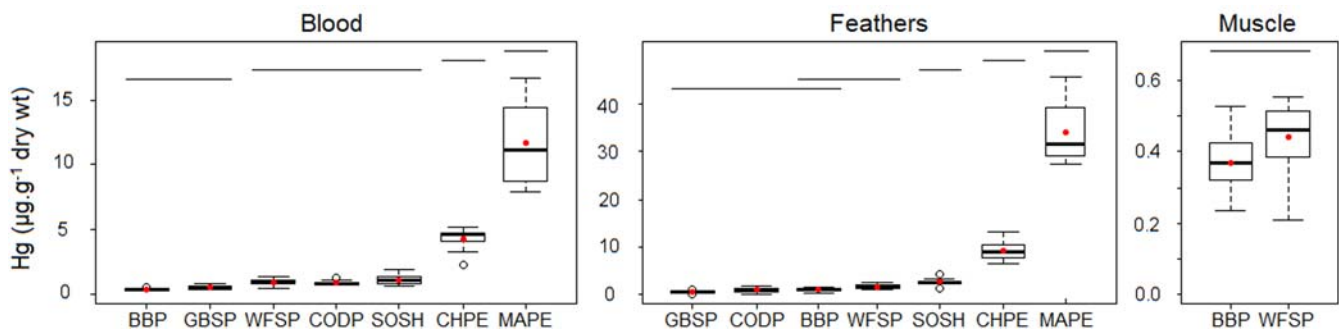 Blood
Feathers
Muscle
Hg (µg.g⁻¹ dry wt)
15
10
5
0
BBP GBSP WFSP CODP SOSH CHPE MAPE
40
30
20
10
0
GBSP CODP BBP WFSP SOSH CHPE MAPE
0.6
0.4
0.2
0.0
BBP WFSP